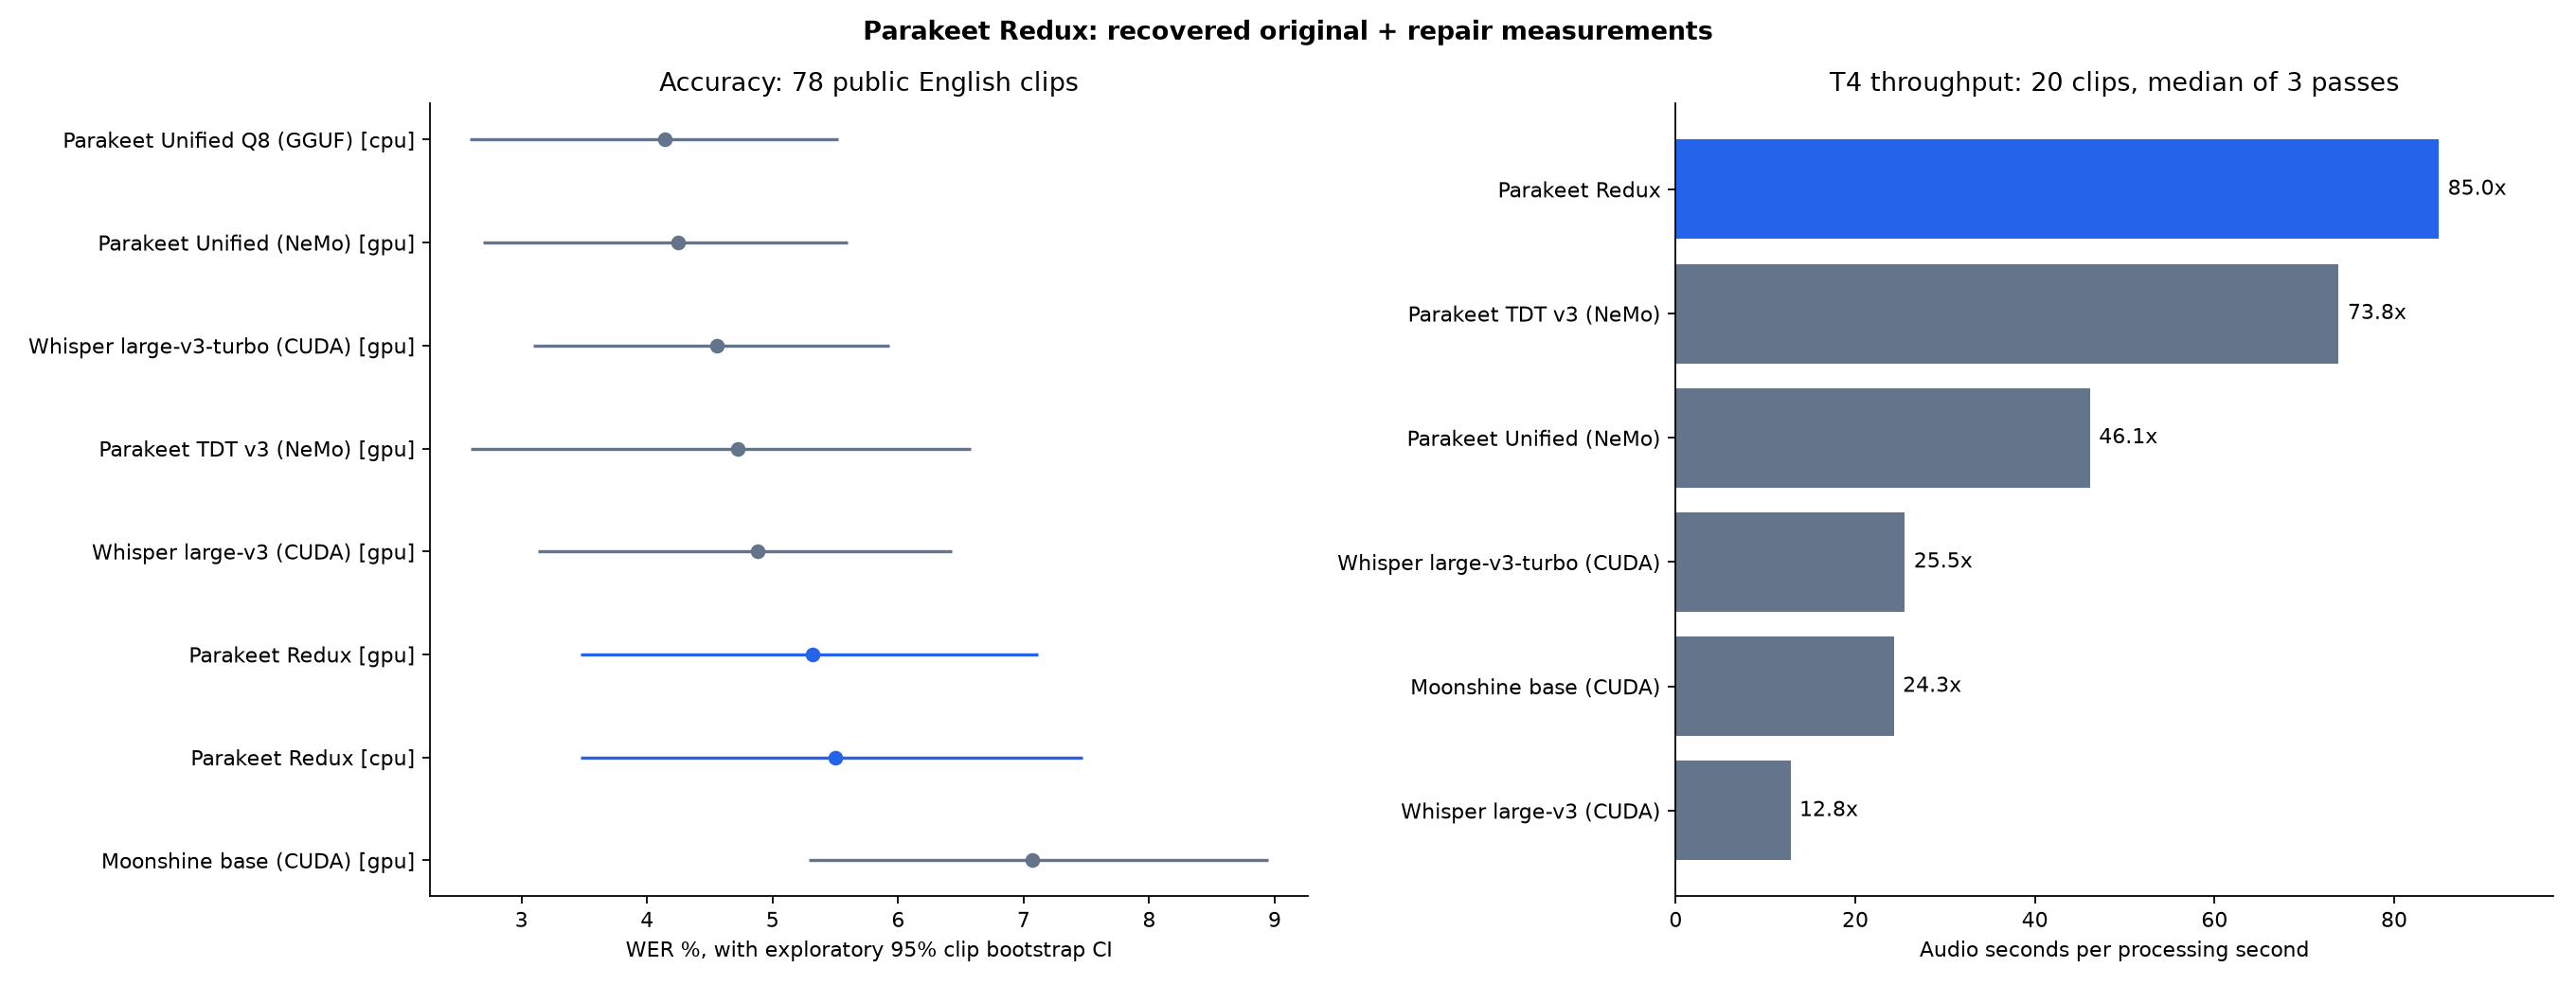 Parakeet Redux: recovered original + repair measurements
Accuracy: 78 public English clips
Parakeet Unified Q8 (GGUF) [cpu]
Parakeet Unified (NeMo) [gpu]
Whisper large-v3-turbo (CUDA) [gpu]
Parakeet TDT v3 (NeMo) [gpu]
Whisper large-v3 (CUDA) [gpu]
Parakeet Redux [gpu]
Parakeet Redux [cpu]
Moonshine base (CUDA) [gpu]
3 4 5 6 7 8 9
WER %, with exploratory 95% clip bootstrap CI
T4 throughput: 20 clips, median of 3 passes
Parakeet Redux 85.0x
Parakeet TDT v3 (NeMo) 73.8x
Parakeet Unified (NeMo) 46.1x
Whisper large-v3-turbo (CUDA) 25.5x
Moonshine base (CUDA) 24.3x
Whisper large-v3 (CUDA) 12.8x
0 20 40 60 80
Audio seconds per processing second